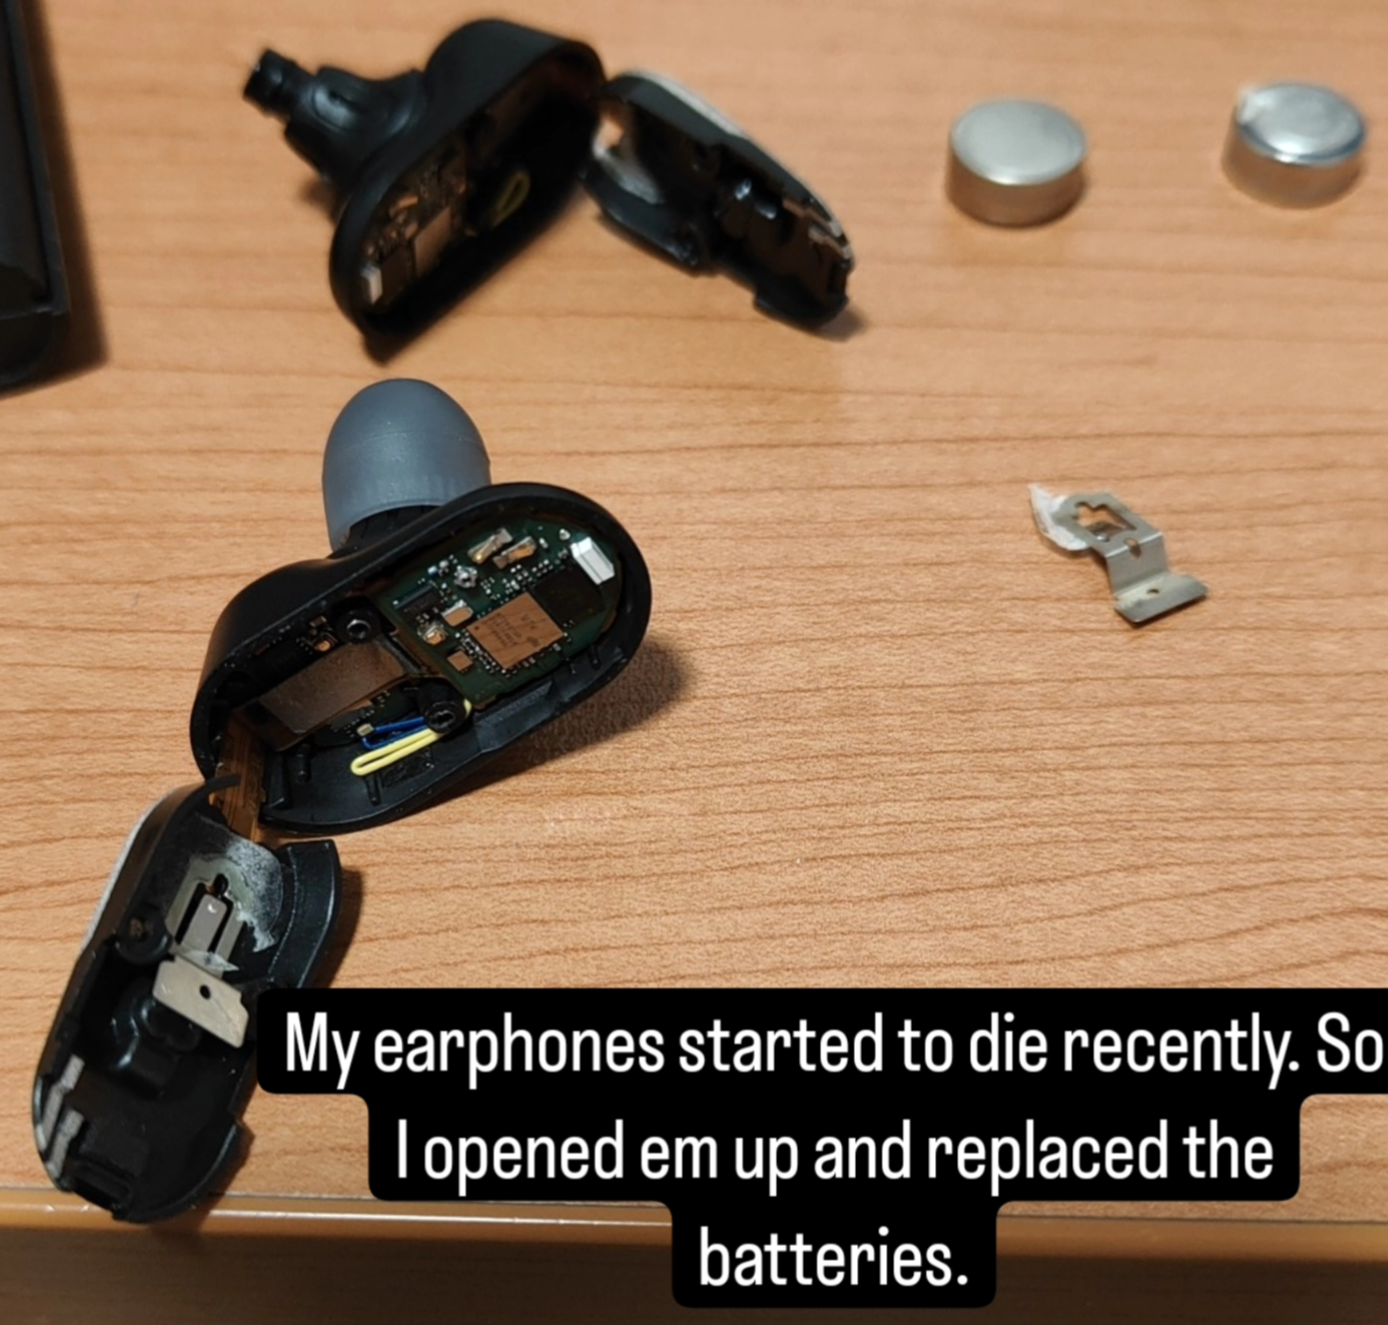 My earphones started to die recently. So
I opened em up and replaced the
batteries.